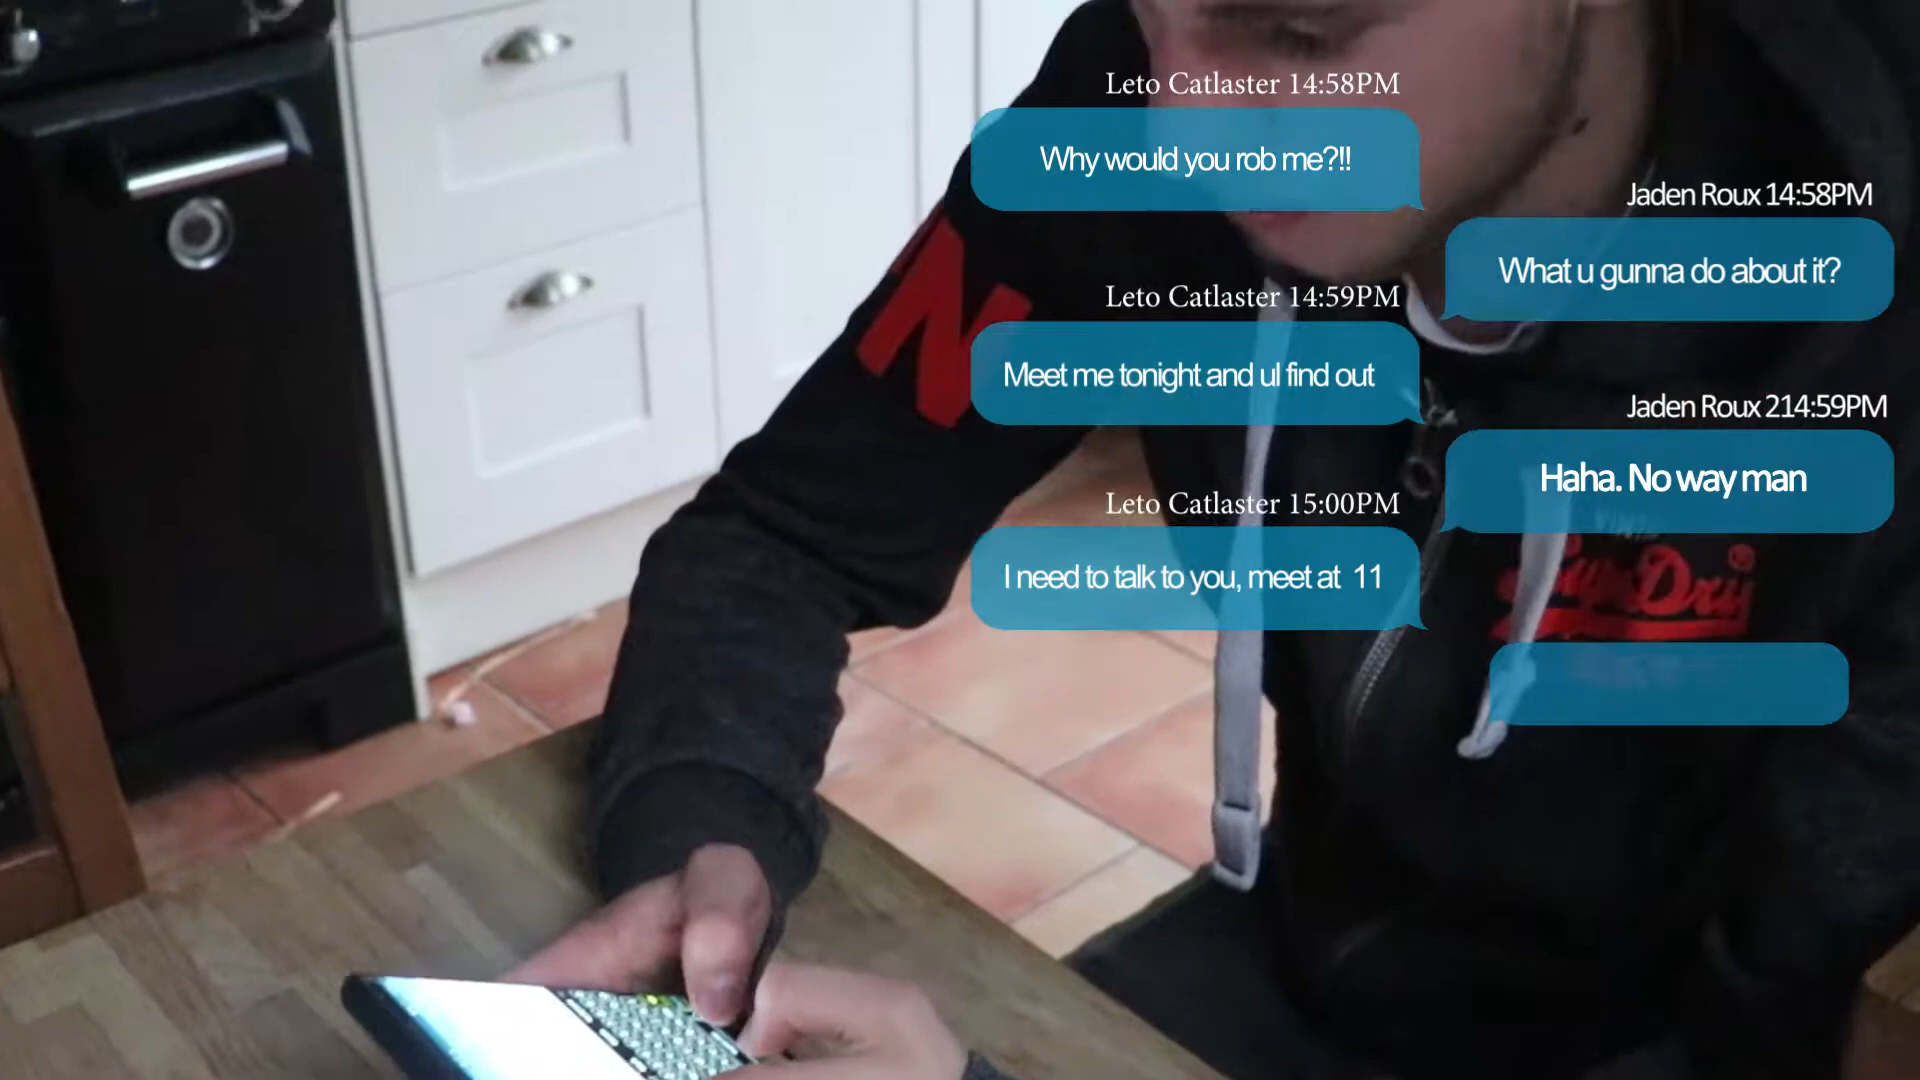 Leto Catlaster 14:58PM
Why would you rob me?!!
Jaden Roux 14:58PM
What u gunna do about it?
Leto Catlaster 14:59PM
Meet me tonight and ul find out
Jaden Roux 214:59PM
Haha. No way man
Leto Catlaster 15:00PM
I need to talk to you, meet at 11